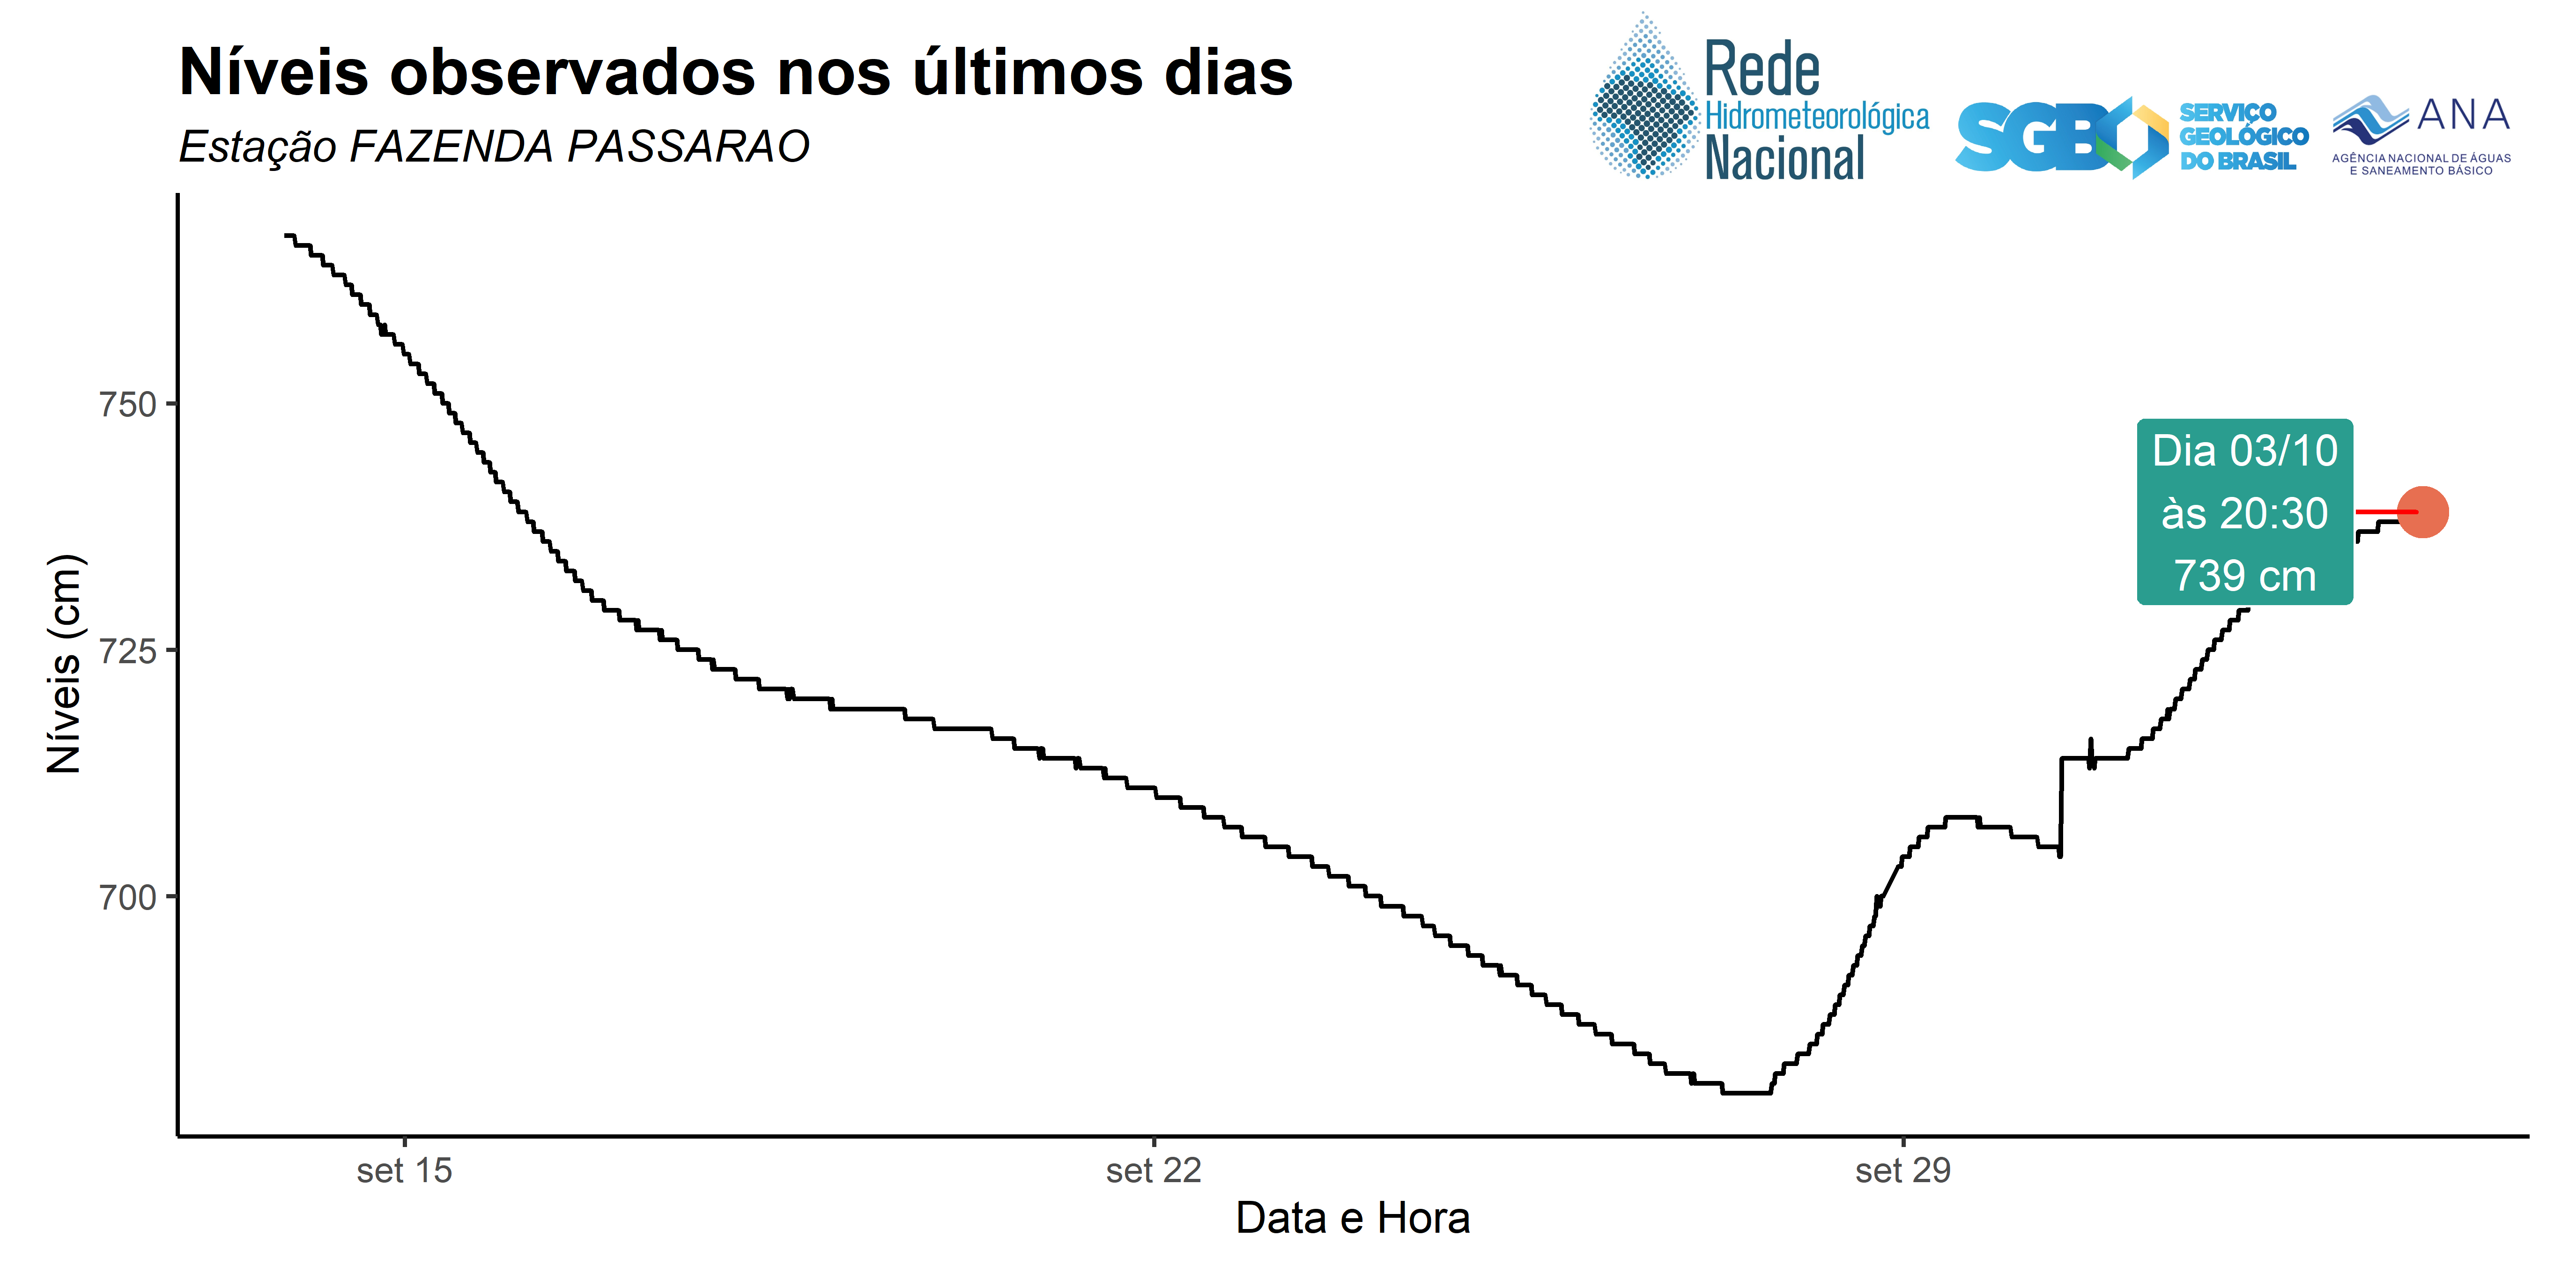 Níveis observados nos últimos dias
Estação FAZENDA PASSARAO
Rede
Hidrometeorológica
Nacional
SGB
SERVIÇO
GEOLÓGICO
DO BRASIL
ANA
AGÊNCIA NACIONAL DE ÁGUAS
E SANEAMENTO BÁSICO
Níveis (cm)
750
725
700
Dia 03/10
às 20:30
739 cm
set 15
set 22
set 29
Data e Hora